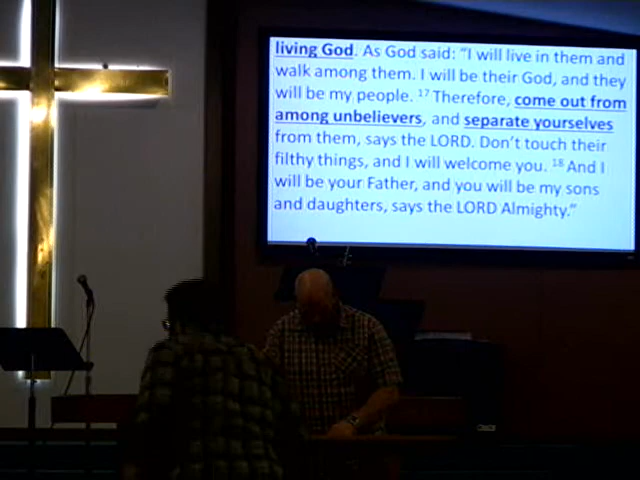 living God. As God said: “I will live in them and
walk among them. I will be their God, and they
will be my people. 17 Therefore, come out from
among unbelievers, and separate yourselves
from them, says the LORD. Don’t touch their
filthy things, and I will welcome you. 18 And I
will be your Father, and you will be my sons
and daughters, says the LORD Almighty.”